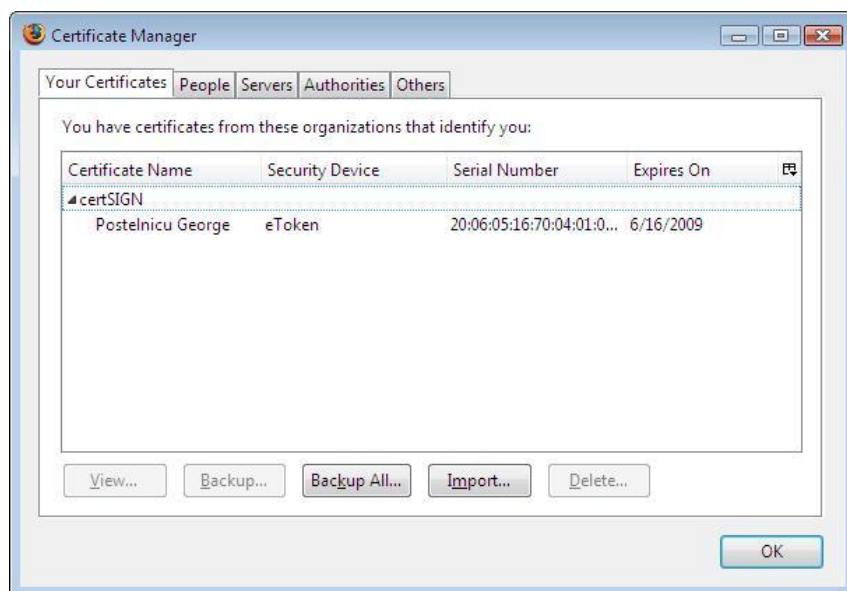 Certificate Manager
Your Certificates People Servers Authorities Others
You have certificates from these organizations that identify you:
Certificate Name Security Device Serial Number Expires On
certSIGN
Postelnicu George eToken 20:06:05:16:70:04:01:0... 6/16/2009
View... Backup... Backup All... Import... Delete...
OK